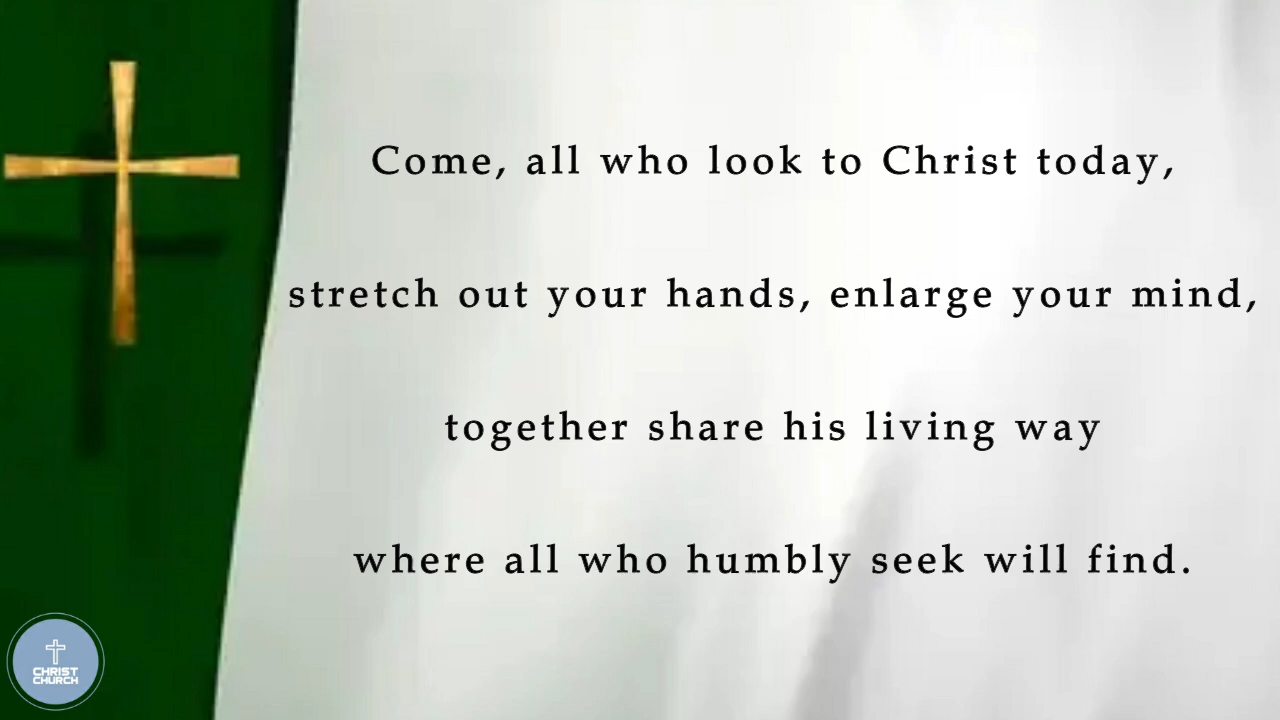 Come, all who look to Christ today,
stretch out your hands, enlarge your mind,
together share his living way
where all who humbly seek will find.
CHRIST
CHURCH